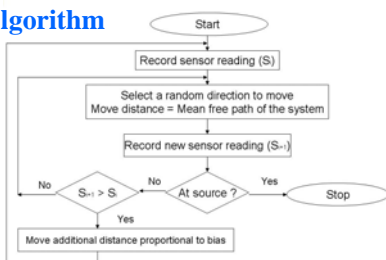 lgorithm
Start
Record sensor reading (Sᵢ)
Select a random direction to move
Move distance = Mean free path of the system
Record new sensor reading (Sᵢ₊₁)
No
Sᵢ₊₁ > Sᵢ
No
At source ?
Yes
Stop
Yes
Move additional distance proportional to bias